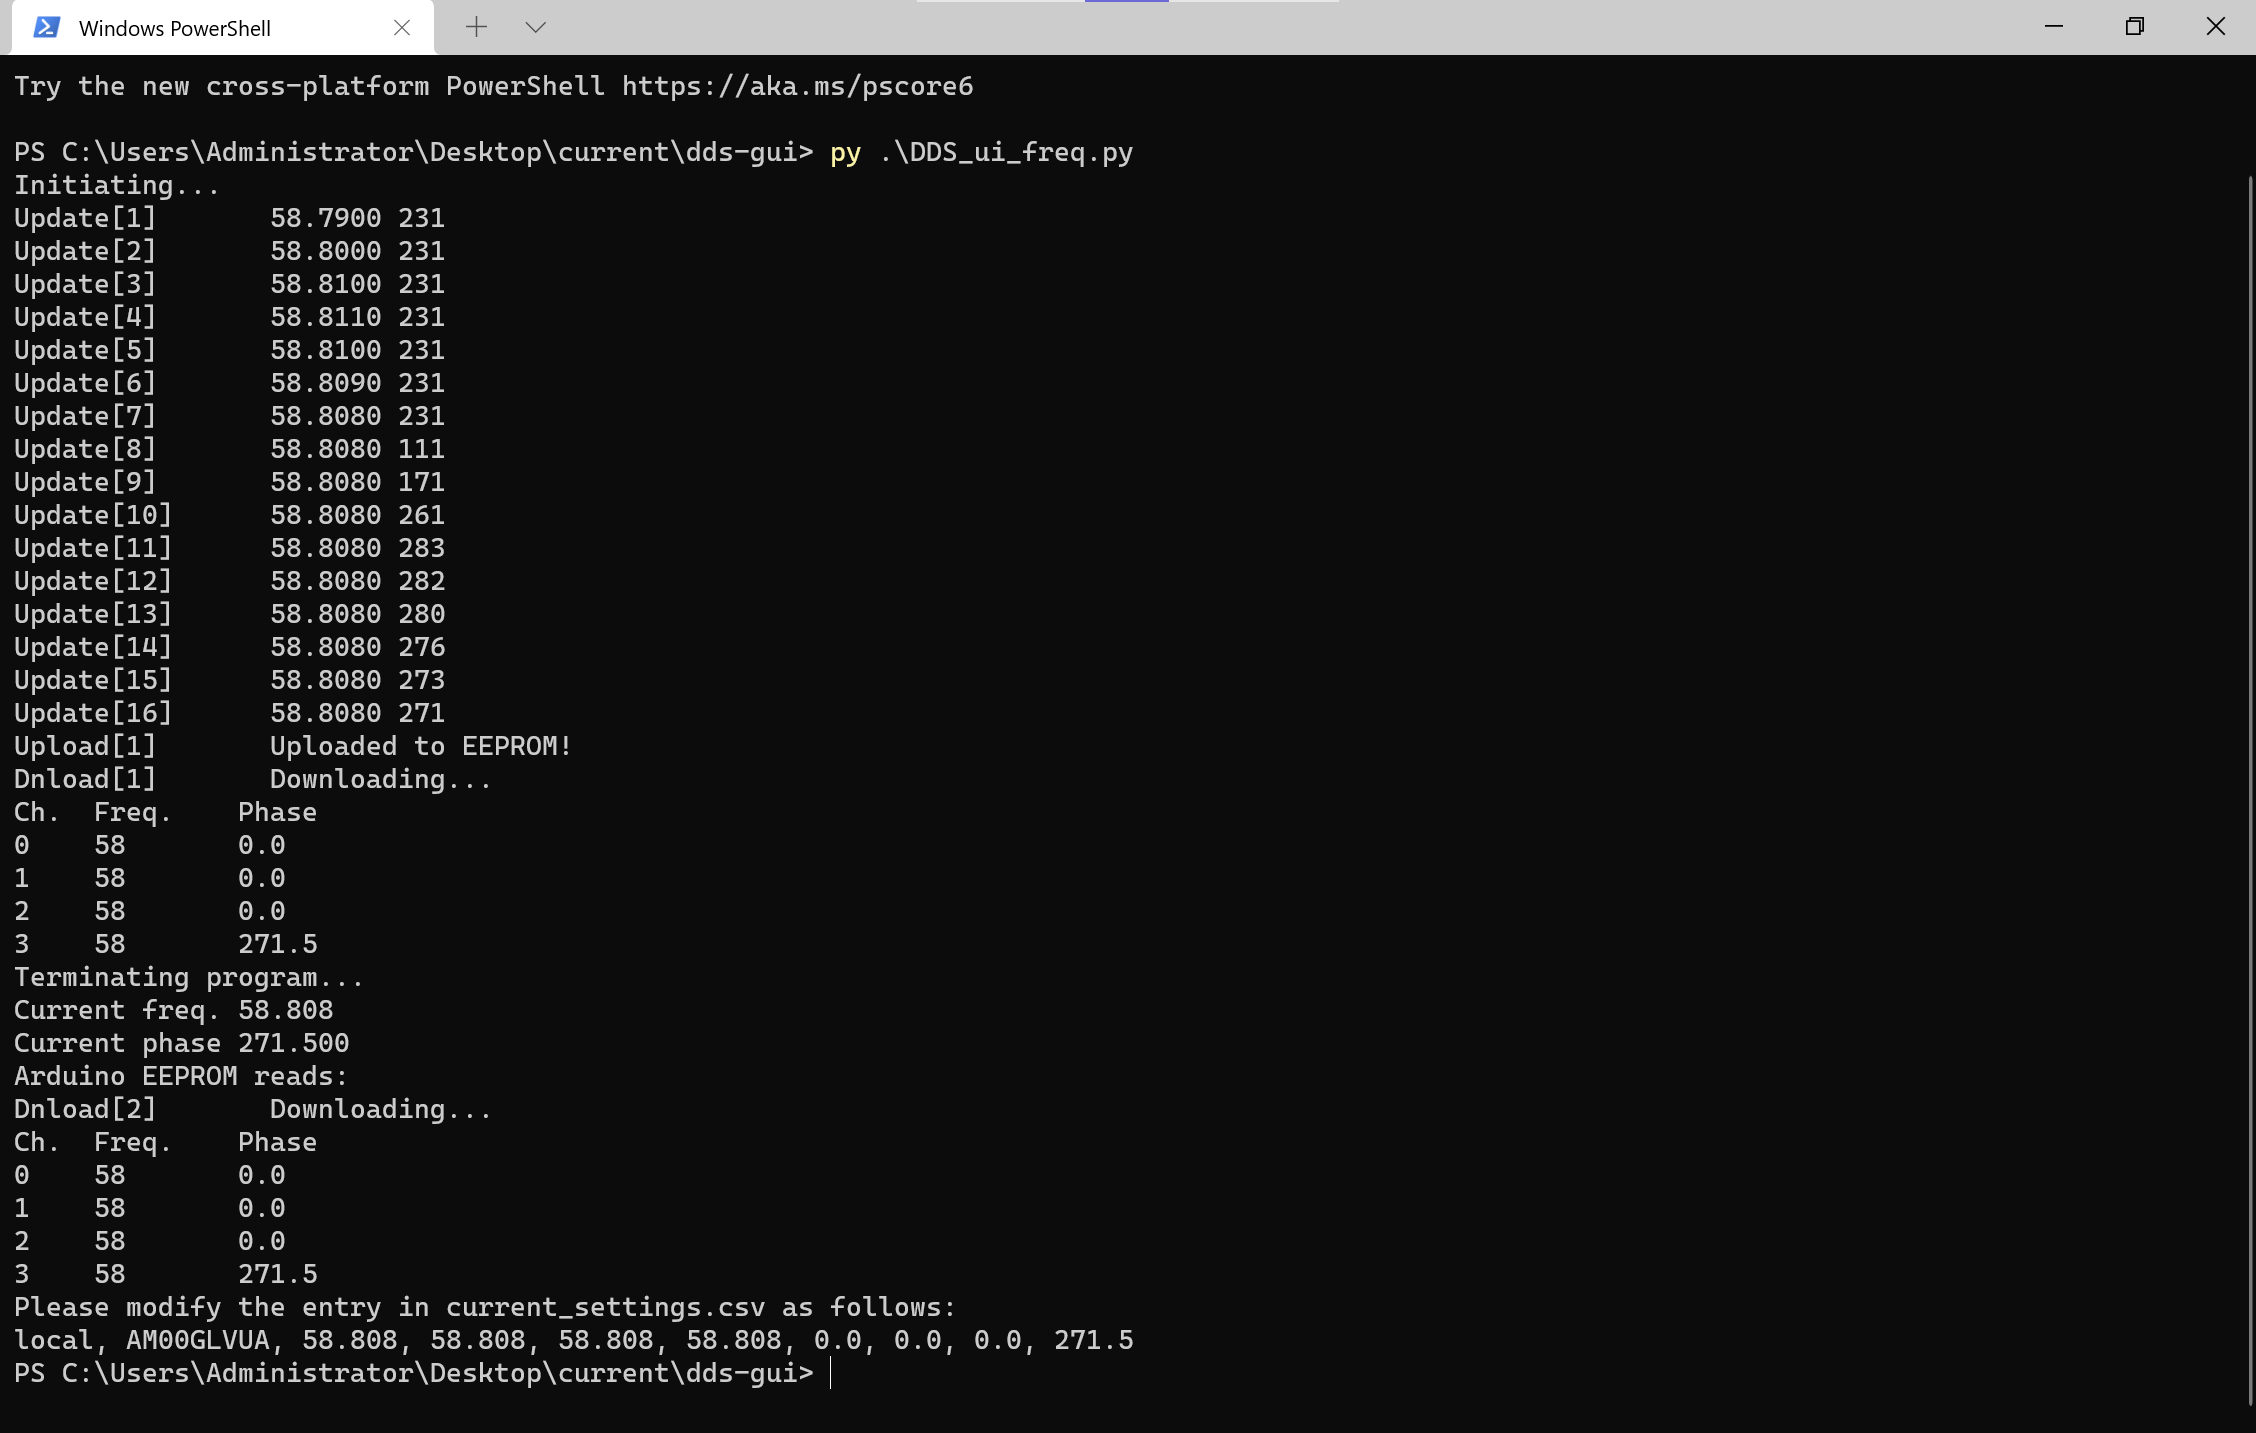 Windows PowerShell
Try the new cross-platform PowerShell https://aka.ms/pscore6
PS C:\Users\Administrator\Desktop\current\dds-gui> py .\DDS_ui_freq.py
Initiating...
Update[1]       58.7900 231
Update[2]       58.8000 231
Update[3]       58.8100 231
Update[4]       58.8110 231
Update[5]       58.8100 231
Update[6]       58.8090 231
Update[7]       58.8080 231
Update[8]       58.8080 111
Update[9]       58.8080 171
Update[10]      58.8080 261
Update[11]      58.8080 283
Update[12]      58.8080 282
Update[13]      58.8080 280
Update[14]      58.8080 276
Update[15]      58.8080 273
Update[16]      58.8080 271
Upload[1]       Uploaded to EEPROM!
Dnload[1]       Downloading...
Ch.  Freq.    Phase
0    58       0.0
1    58       0.0
2    58       0.0
3    58       271.5
Terminating program...
Current freq. 58.808
Current phase 271.500
Arduino EEPROM reads:
Dnload[2]       Downloading...
Ch.  Freq.    Phase
0    58       0.0
1    58       0.0
2    58       0.0
3    58       271.5
Please modify the entry in current_settings.csv as follows:
local, AM00GLVUA, 58.808, 58.808, 58.808, 58.808, 0.0, 0.0, 0.0, 271.5
PS C:\Users\Administrator\Desktop\current\dds-gui>